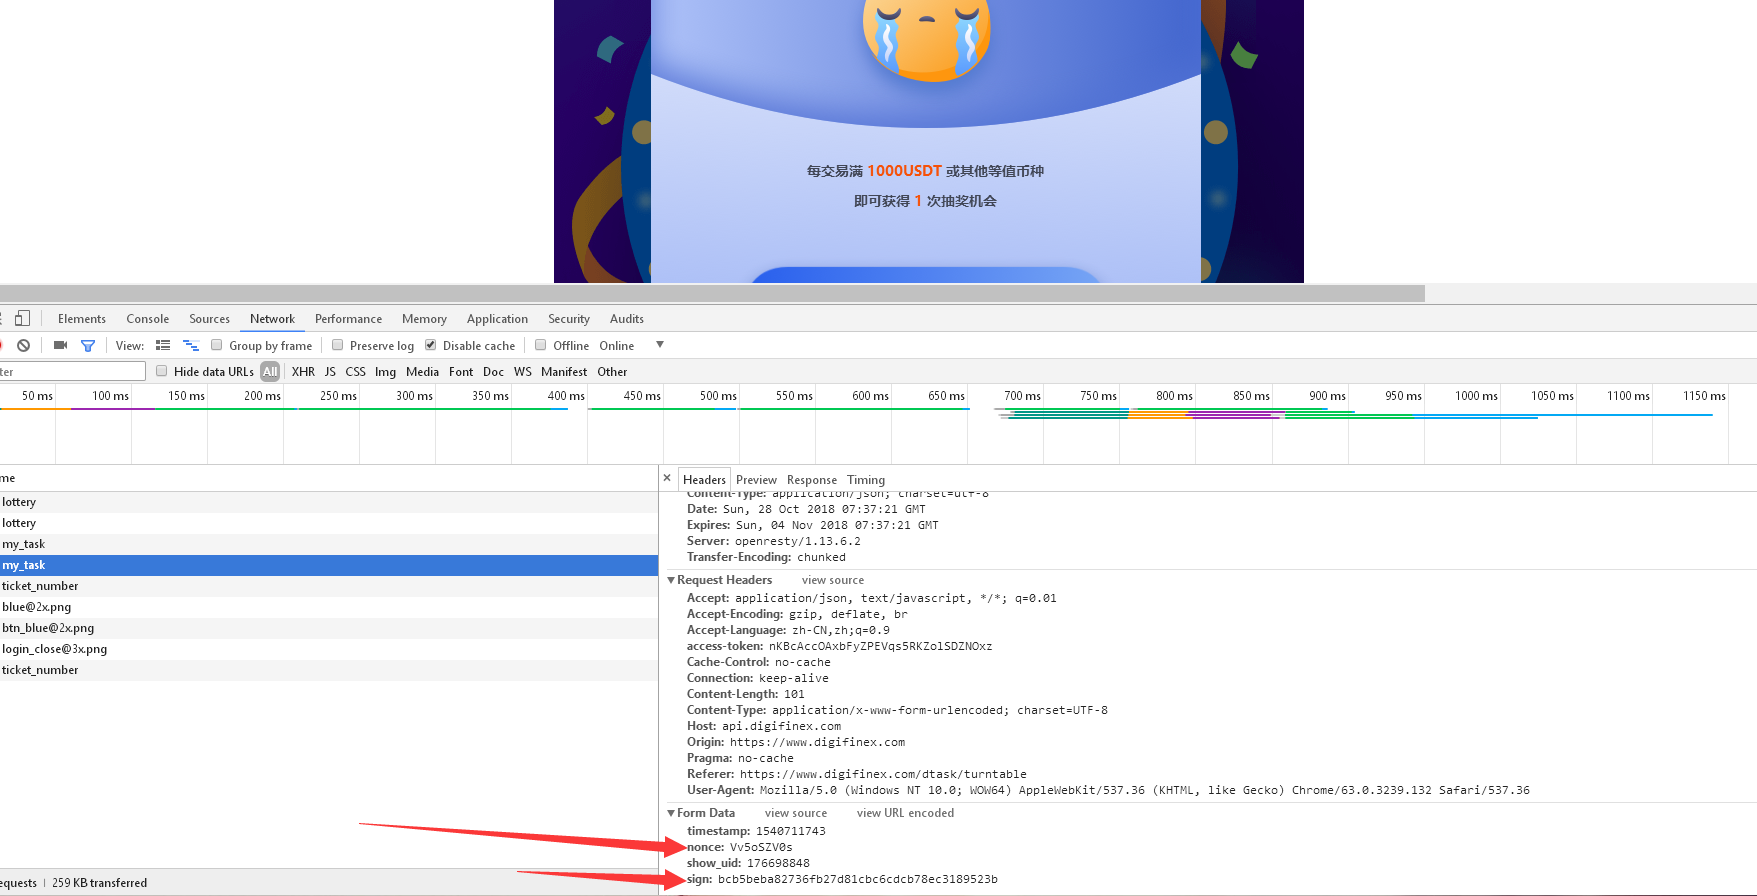 每交易满 1000USDT 或其他等值币种
即可获得 1 次抽奖机会
Elements Console Sources Network Performance Memory Application Security Audits
View: Group by frame Preserve log Disable cache Offline Online
Hide data URLs All XHR JS CSS Img Media Font Doc WS Manifest Other
50 ms 100 ms 150 ms 200 ms 250 ms 300 ms 350 ms 400 ms 450 ms 500 ms 550 ms 600 ms 650 ms 700 ms 750 ms 800 ms 850 ms 900 ms 950 ms 1000 ms 1050 ms 1100 ms 1150 ms
me
lottery
lottery
my_task
my_task
ticket_number
blue@2x.png
btn_blue@2x.png
login_close@3x.png
ticket_number
equests | 259 KB transferred
× Headers Preview Response Timing
Content-Type: application/json; charset=utf-8
Date: Sun, 28 Oct 2018 07:37:21 GMT
Expires: Sun, 04 Nov 2018 07:37:21 GMT
Server: openresty/1.13.6.2
Transfer-Encoding: chunked
Request Headers view source
Accept: application/json, text/javascript, */*; q=0.01
Accept-Encoding: gzip, deflate, br
Accept-Language: zh-CN,zh;q=0.9
access-token: nKBcAccOAxbFyZPEVqs5RKZolSDZNOxz
Cache-Control: no-cache
Connection: keep-alive
Content-Length: 101
Content-Type: application/x-www-form-urlencoded; charset=UTF-8
Host: api.digifinex.com
Origin: https://www.digifinex.com
Pragma: no-cache
Referer: https://www.digifinex.com/dtask/turntable
User-Agent: Mozilla/5.0 (Windows NT 10.0; WOW64) AppleWebKit/537.36 (KHTML, like Gecko) Chrome/63.0.3239.132 Safari/537.36
Form Data view source view URL encoded
timestamp: 1540711743
nonce: Vv5oSZV0s
show_uid: 176698848
sign: bcb5beba82736fb27d81cbc6cdcb78ec3189523b